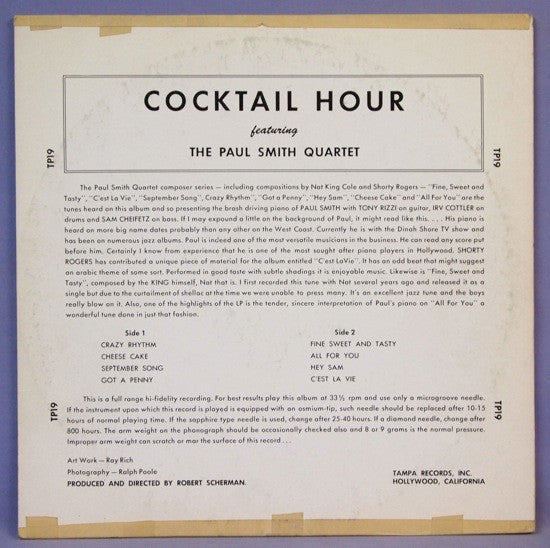 COCKTAIL HOUR
featuring
THE PAUL SMITH QUARTET
TP19
TP19
The Paul Smith Quartet composer series — including compositions by Nat King Cole and Shorty Rogers — "Fine, Sweet and
Tasty", "C'est La Vie", "September Song", Crazy Rhythm", "Got a Penny", "Hey Sam", "Cheese Cake" and "All For You" are the
tunes heard on this album and so presenting the brash driving piano of PAUL SMITH with TONY RIZZI on guitar, IRV COTTLER on
drums and SAM CHEIFETZ on bass. If I may expound a little on the background of Paul, it might read like this. . . . His piano is
heard on more big name dates probably than any other on the West Coast. Currently he is with the Dinah Shore TV show and
has been on numerous jazz albums. Paul is indeed one of the most versatile musicians in the business. He can read any score put
before him. Certainly I know from experience that he is one of the most sought after piano players in Hollywood. SHORTY
ROGERS has contributed a unique piece of material for the album entitled "C'est LaVie". It has an odd beat that might suggest
an arabic theme of some sort. Performed in good taste with subtle shadings it is enjoyable music. Likewise is "Fine, Sweet and
Tasty", composed by the KING himself, Nat that is. I first recorded this tune with Nat several years ago and released it as a
single but due to the curtailment of shellac at the time we were unable to press many. It's an excellent jazz tune and the boys
really blow on it. Also, one of the highlights of the LP is the tender, sincere interpretation of Paul's piano on "All For You" a
wonderful tune done in just that fashion.
Side 1
CRAZY RHYTHM
CHEESE CAKE
SEPTEMBER SONG
GOT A PENNY
Side 2
FINE SWEET AND TASTY
ALL FOR YOU
HEY SAM
C'EST LA VIE
TP19
TP19
This is a full range hi-fidelity recording. For best results play this album at 33⅓ rpm and use only a microgroove needle.
If the instrument upon which this record is played is equipped with an osmium-tip, such needle should be replaced after 10-15
hours of normal playing time. If the sapphire type needle is used, change after 25-40 hours. If a diamond needle, change after
800 hours. The arm weight on the phonograph should be occasionally checked also and 8 or 9 grams is the normal pressure.
Improper arm weight can scratch or mar the surface of this record . . .
Art Work — Ray Rich
Photography — Ralph Poole
PRODUCED AND DIRECTED BY ROBERT SCHERMAN.
TAMPA RECORDS, INC.
HOLLYWOOD, CALIFORNIA